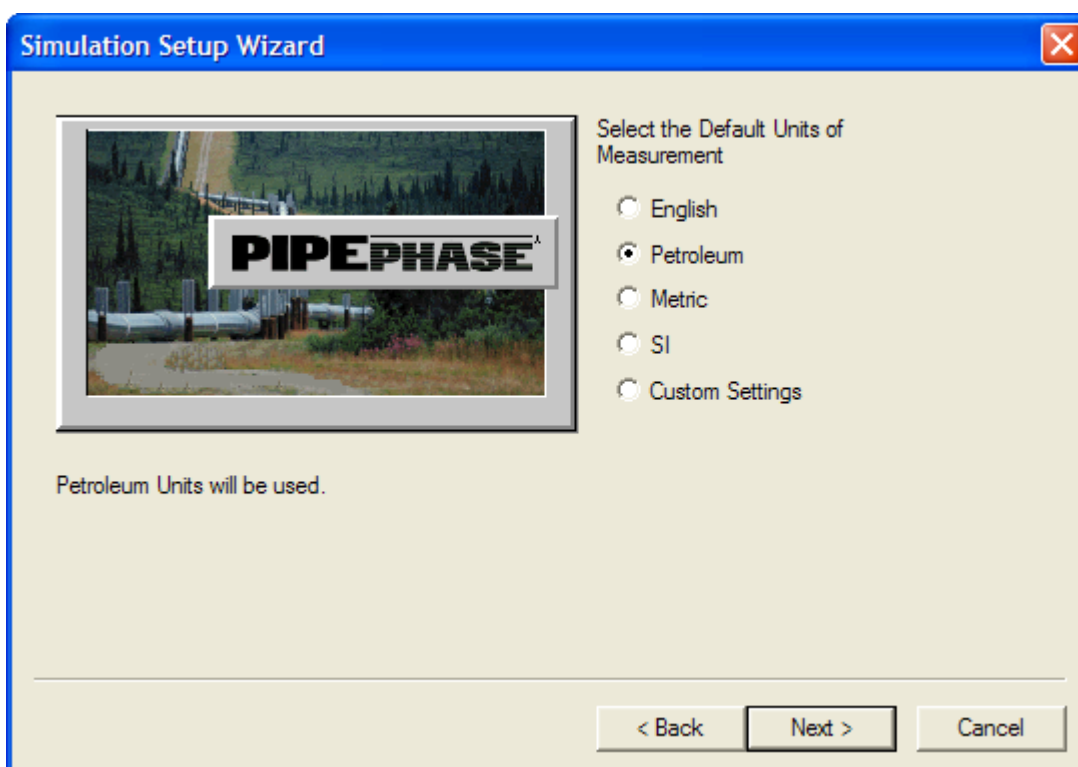 Simulation Setup Wizard
PIPEPHASE
Select the Default Units of
Measurement
English
Petroleum
Metric
SI
Custom Settings
Petroleum Units will be used.
< Back
Next >
Cancel